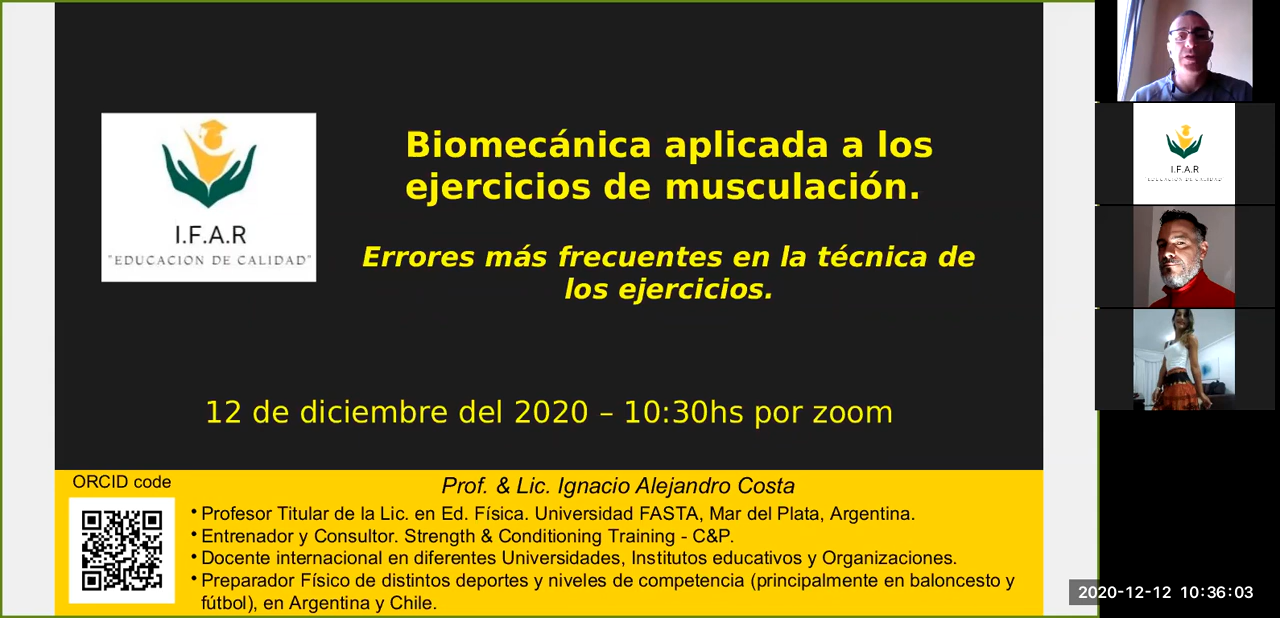 I.F.A.R
"EDUCACION DE CALIDAD"
Biomecánica aplicada a los
ejercicios de musculación.
Errores más frecuentes en la técnica de
los ejercicios.
12 de diciembre del 2020 – 10:30hs por zoom
ORCID code
Prof. & Lic. Ignacio Alejandro Costa
• Profesor Titular de la Lic. en Ed. Física. Universidad FASTA, Mar del Plata, Argentina.
• Entrenador y Consultor. Strength & Conditioning Training - C&P.
• Docente internacional en diferentes Universidades, Institutos educativos y Organizaciones.
• Preparador Físico de distintos deportes y niveles de competencia (principalmente en baloncesto y
fútbol), en Argentina y Chile.
I.F.A.R
"EDUCACION DE CALIDAD"
2020-12-12 10:36:03